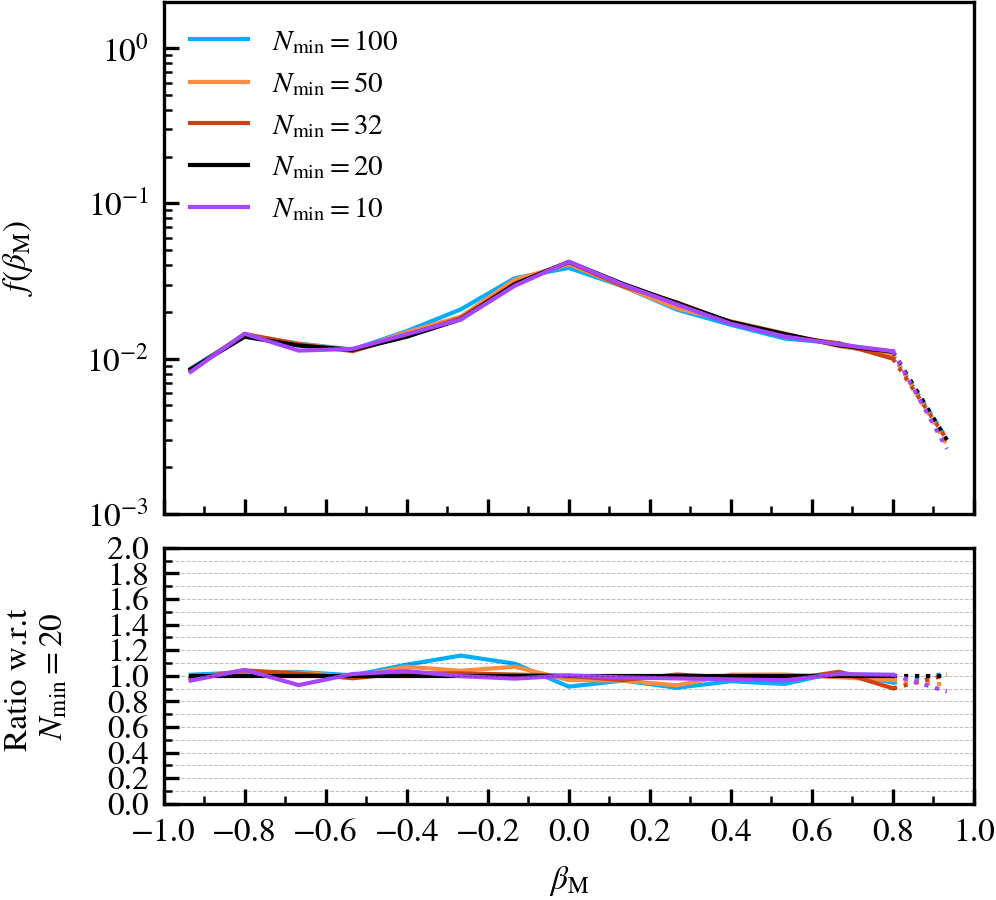 10⁰
10⁻¹
10⁻²
10⁻³
f(β_M)
N_min = 100
N_min = 50
N_min = 32
N_min = 20
N_min = 10
2.0
1.8
1.6
1.4
1.2
1.0
0.8
0.6
0.4
0.2
0.0
Ratio w.r.t
N_min = 20
−1.0 −0.8 −0.6 −0.4 −0.2 0.0 0.2 0.4 0.6 0.8 1.0
β_M